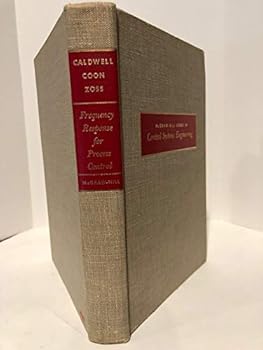 CALDWELL
COON
ZOSS
Frequency
Response
for
Process
Control
McGRAW-HILL
McGRAW-HILL SERIES IN
Control Systems Engineering